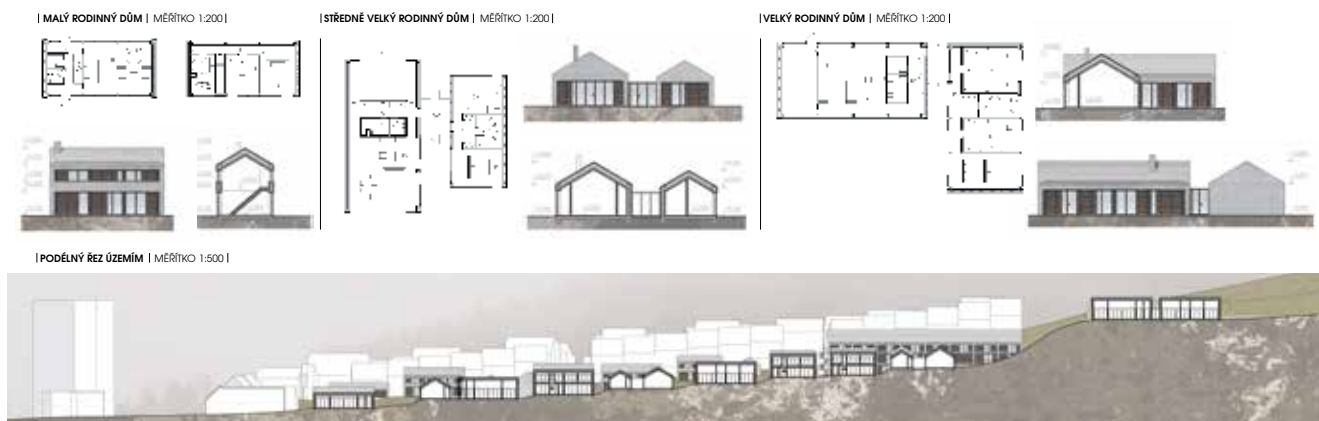 | MALÝ RODINNÝ DŮM | MĚŘÍTKO 1:200 |
| STŘEDNĚ VELKÝ RODINNÝ DŮM | MĚŘÍTKO 1:200 |
| VELKÝ RODINNÝ DŮM | MĚŘÍTKO 1:200 |
| PODÉLNÝ ŘEZ ÚZEMÍM | MĚŘÍTKO 1:500 |